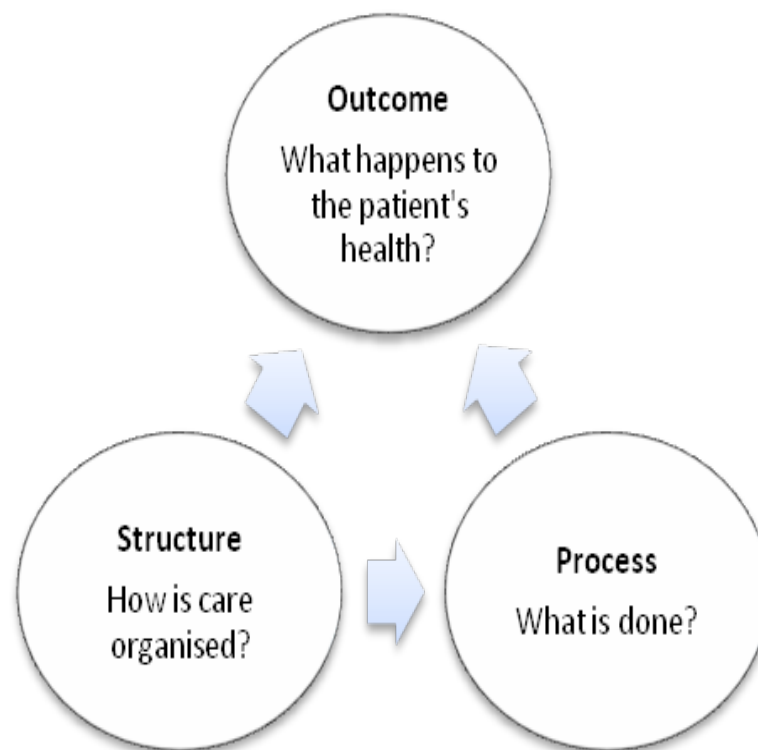 Outcome
What happens to
the patient's
health?
Structure
How is care
organised?
Process
What is done?